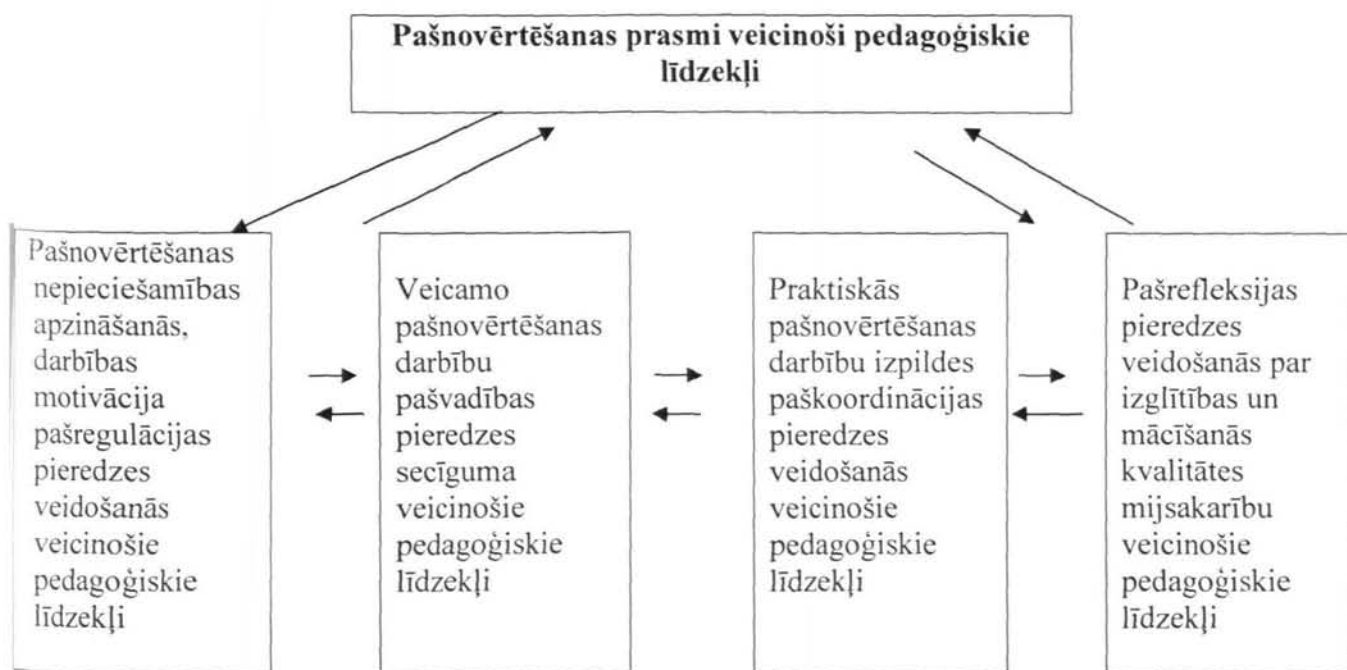 Pašnovērtēšanas prasmi veicinoši pedagoģiskie
līdzekļi
Pašnovērtēšanas
nepieciešamības
apzināšanās,
darbības
motivācija
pašregulācijas
pieredzes
veidošanās
veicinošie
pedagoģiskie
līdzekļi
Veicamo
pašnovērtēšanas
darbību
pašvadības
pieredzes
secīguma
veicinošie
pedagoģiskie
līdzekļi
Praktiskās
pašnovērtēšanas
darbību izpildes
paškoordinācijas
pieredzes
veidošanās
veicinošie
pedagoģiskie
līdzekļi
Pašrefleksijas
pieredzes
veidošanās par
izglītības un
mācīšanās
kvalitātes
mijsakarību
veicinošie
pedagoģiskie
līdzekļi